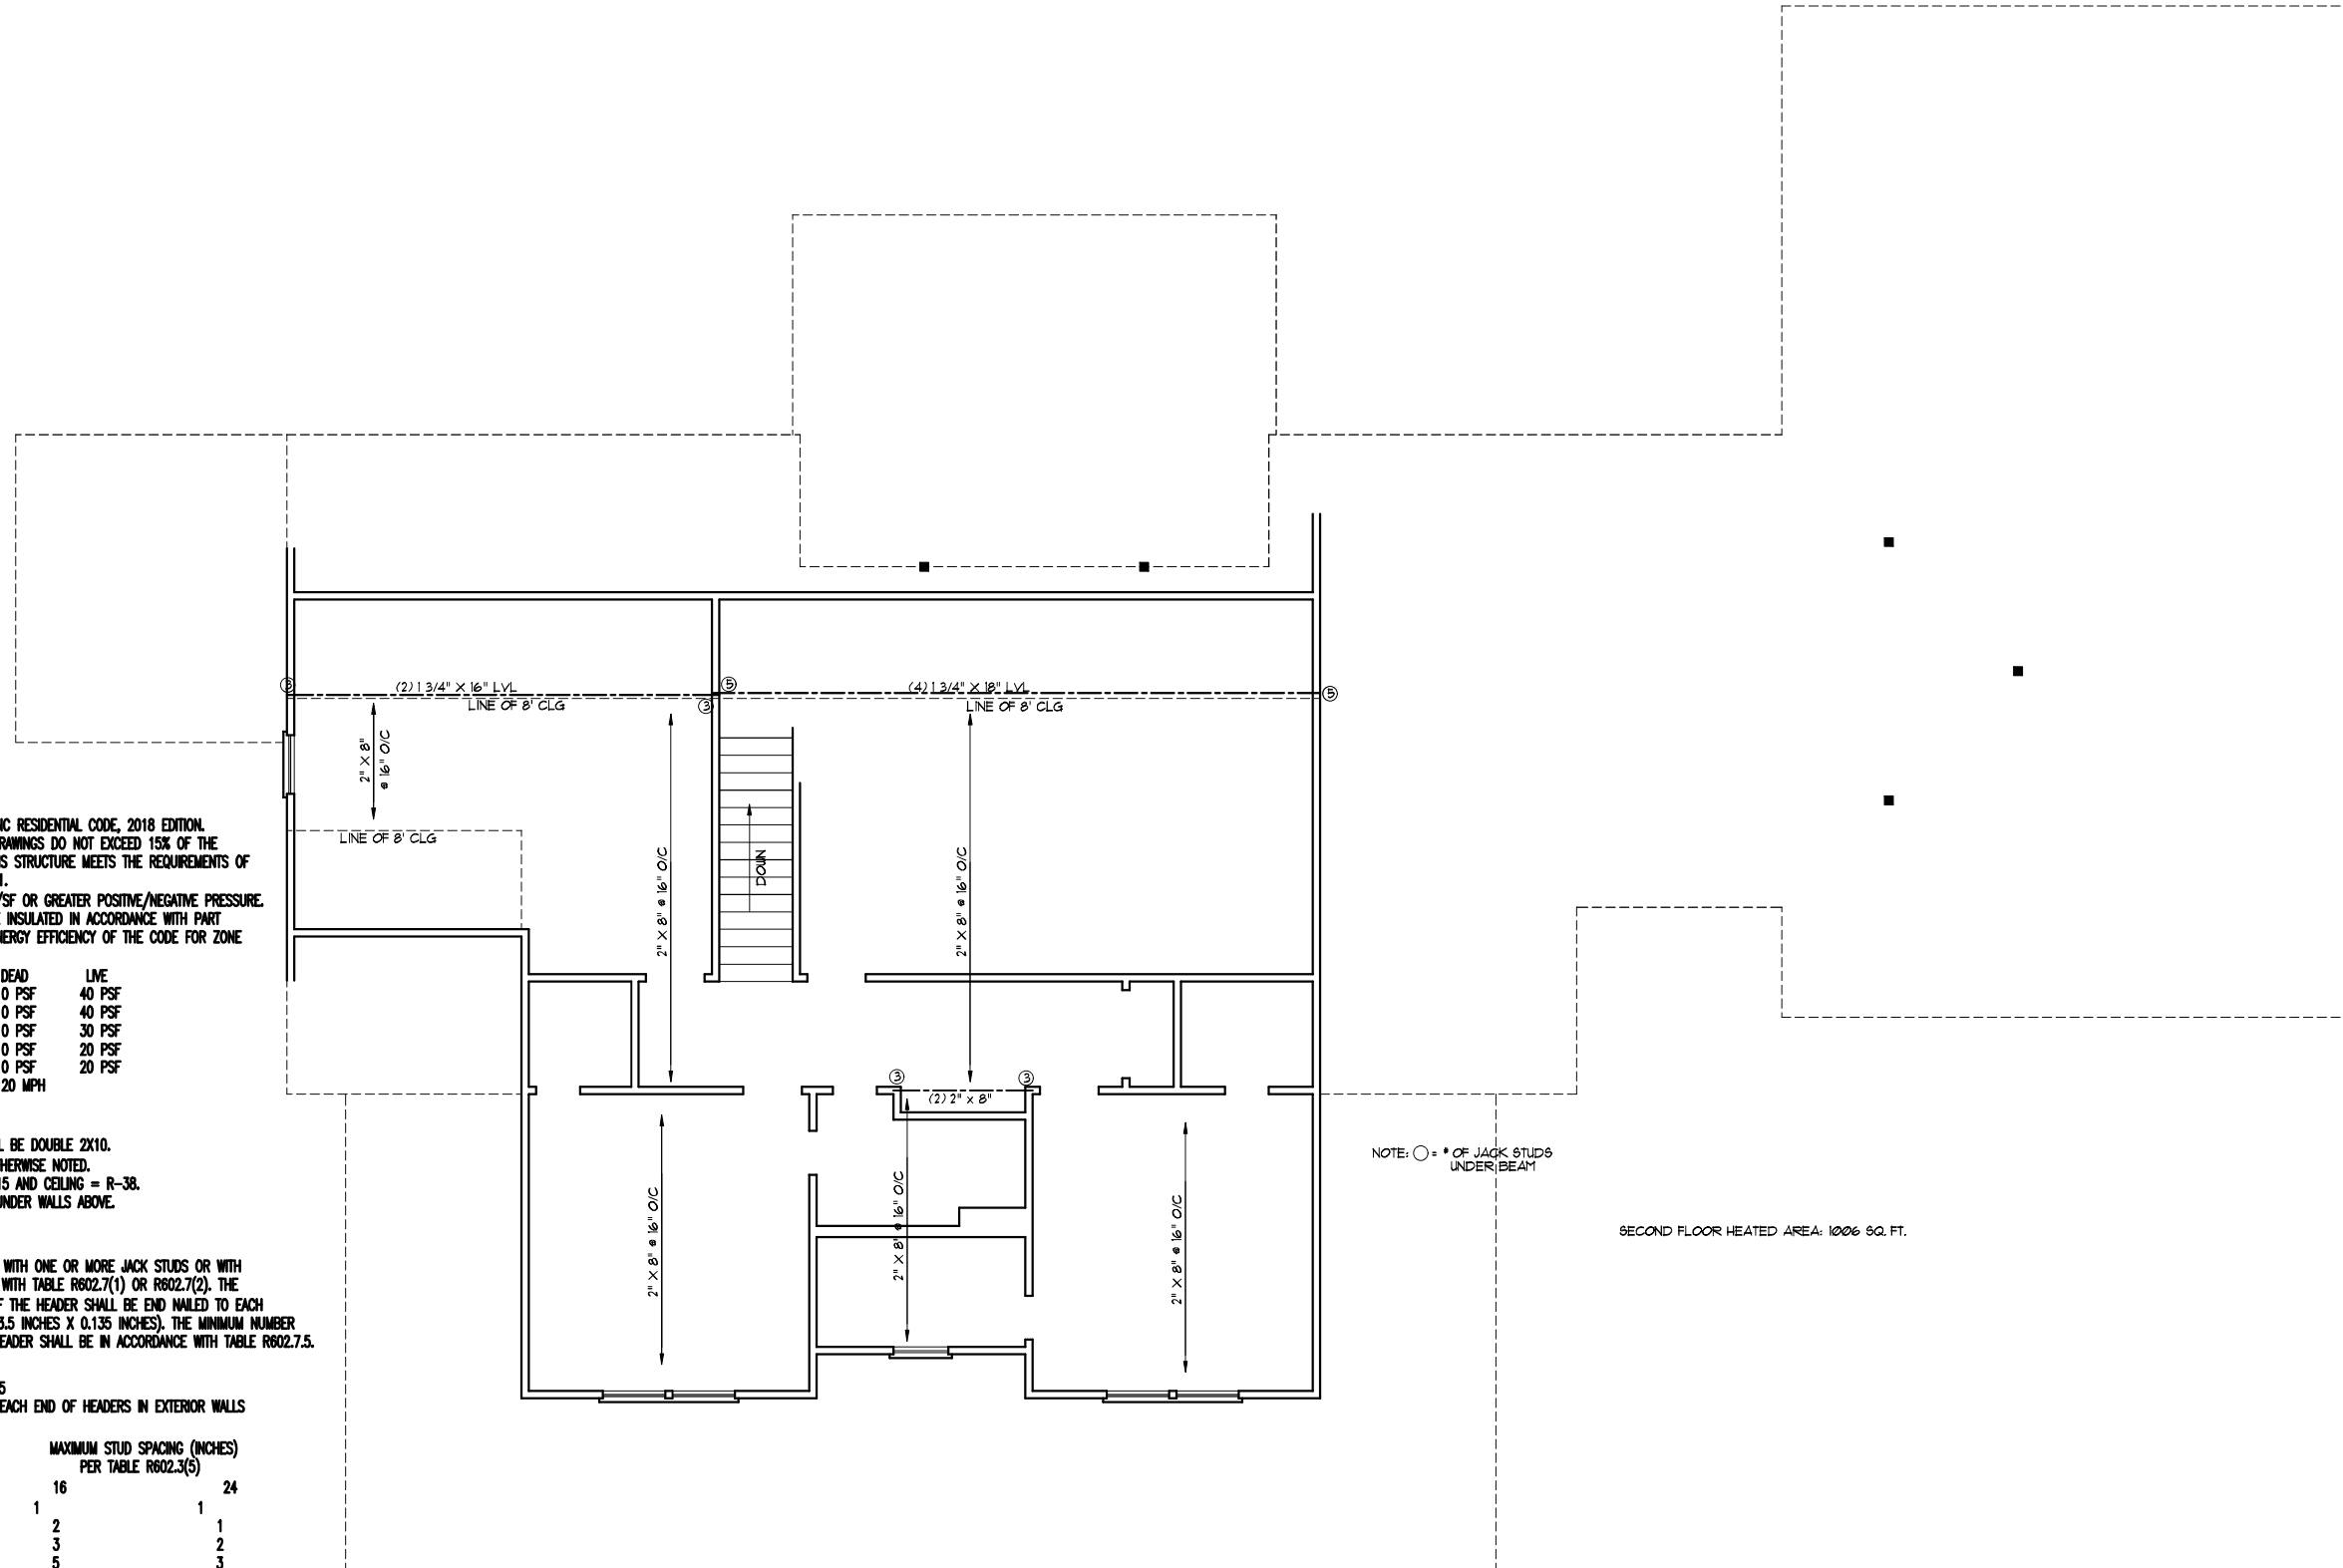 ③
(2) 1 3/4" X 16" LVL
⑤
(4) 1 3/4" X 18" LVL
⑤
LINE OF 8' CLG
③
LINE OF 8' CLG
2" X 8"
@ 16" O/C
LINE OF 8' CLG
2" X 8" @ 16" O/C
DOWN
2" X 8" @ 16" O/C
③
③
(2) 2" X 8"
2" X 8" @ 16" O/C
2" X 8" @ 16" O/C
2" X 8" @ 16" O/C
NOTE: ◯ = # OF JACK STUDS
UNDER BEAM
SECOND FLOOR HEATED AREA: 1006 SQ. FT.
NC RESIDENTIAL CODE, 2018 EDITION.
RAWINGS DO NOT EXCEED 15% OF THE
S STRUCTURE MEETS THE REQUIREMENTS OF
/SF OR GREATER POSITIVE/NEGATIVE PRESSURE.
INSULATED IN ACCORDANCE WITH PART
NERGY EFFICIENCY OF THE CODE FOR ZONE
DEAD LIVE
0 PSF 40 PSF
0 PSF 40 PSF
0 PSF 30 PSF
0 PSF 20 PSF
0 PSF 20 PSF
20 MPH
BE DOUBLE 2X10.
HERWISE NOTED.
15 AND CEILING = R-38.
UNDER WALLS ABOVE.
WITH ONE OR MORE JACK STUDS OR WITH
WITH TABLE R602.7(1) OR R602.7(2). THE
F THE HEADER SHALL BE END NAILED TO EACH
3.5 INCHES X 0.135 INCHES). THE MINIMUM NUMBER
EADER SHALL BE IN ACCORDANCE WITH TABLE R602.7.5.
5
EACH END OF HEADERS IN EXTERIOR WALLS
MAXIMUM STUD SPACING (INCHES)
PER TABLE R602.3(5)
16 24
1 1
2 1
3 2
5 3